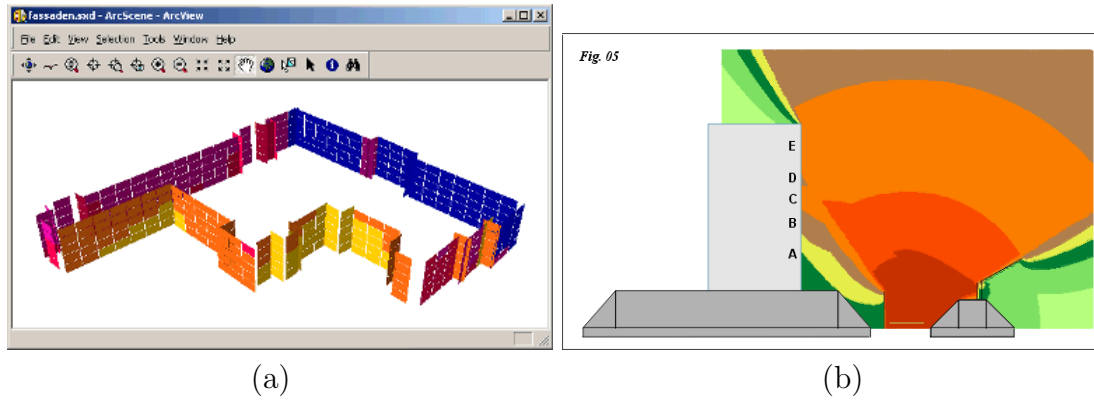 fassaden.sxd - ArcScene - ArcView
File Edit View Selection Tools Window Help
Fig. 05
E
D
C
B
A
(a)
(b)